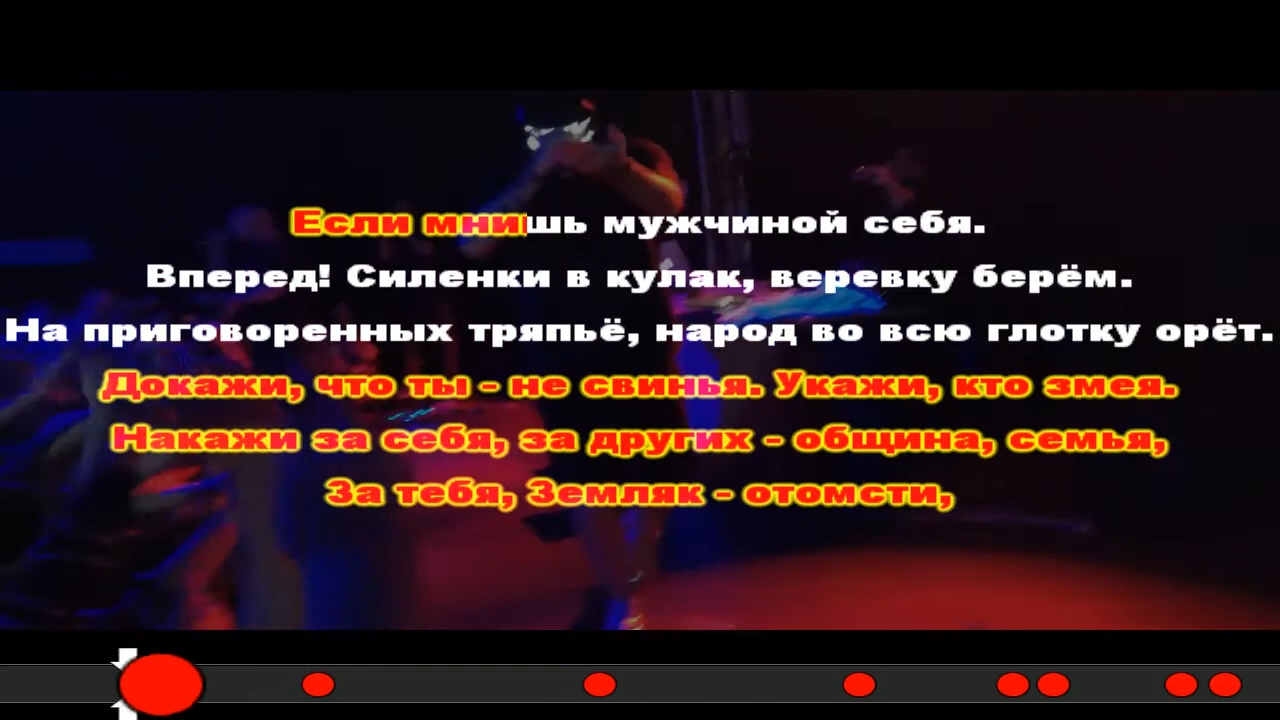 Если мнишь мужчиной себя.
Вперед! Силенки в кулак, веревку берём.
На приговоренных тряпьё, народ во всю глотку орёт.
Докажи, что ты - не свинья. Укажи, кто змея.
Накажи за себя, за других - община, семья,
За тебя, Земляк - отомсти,